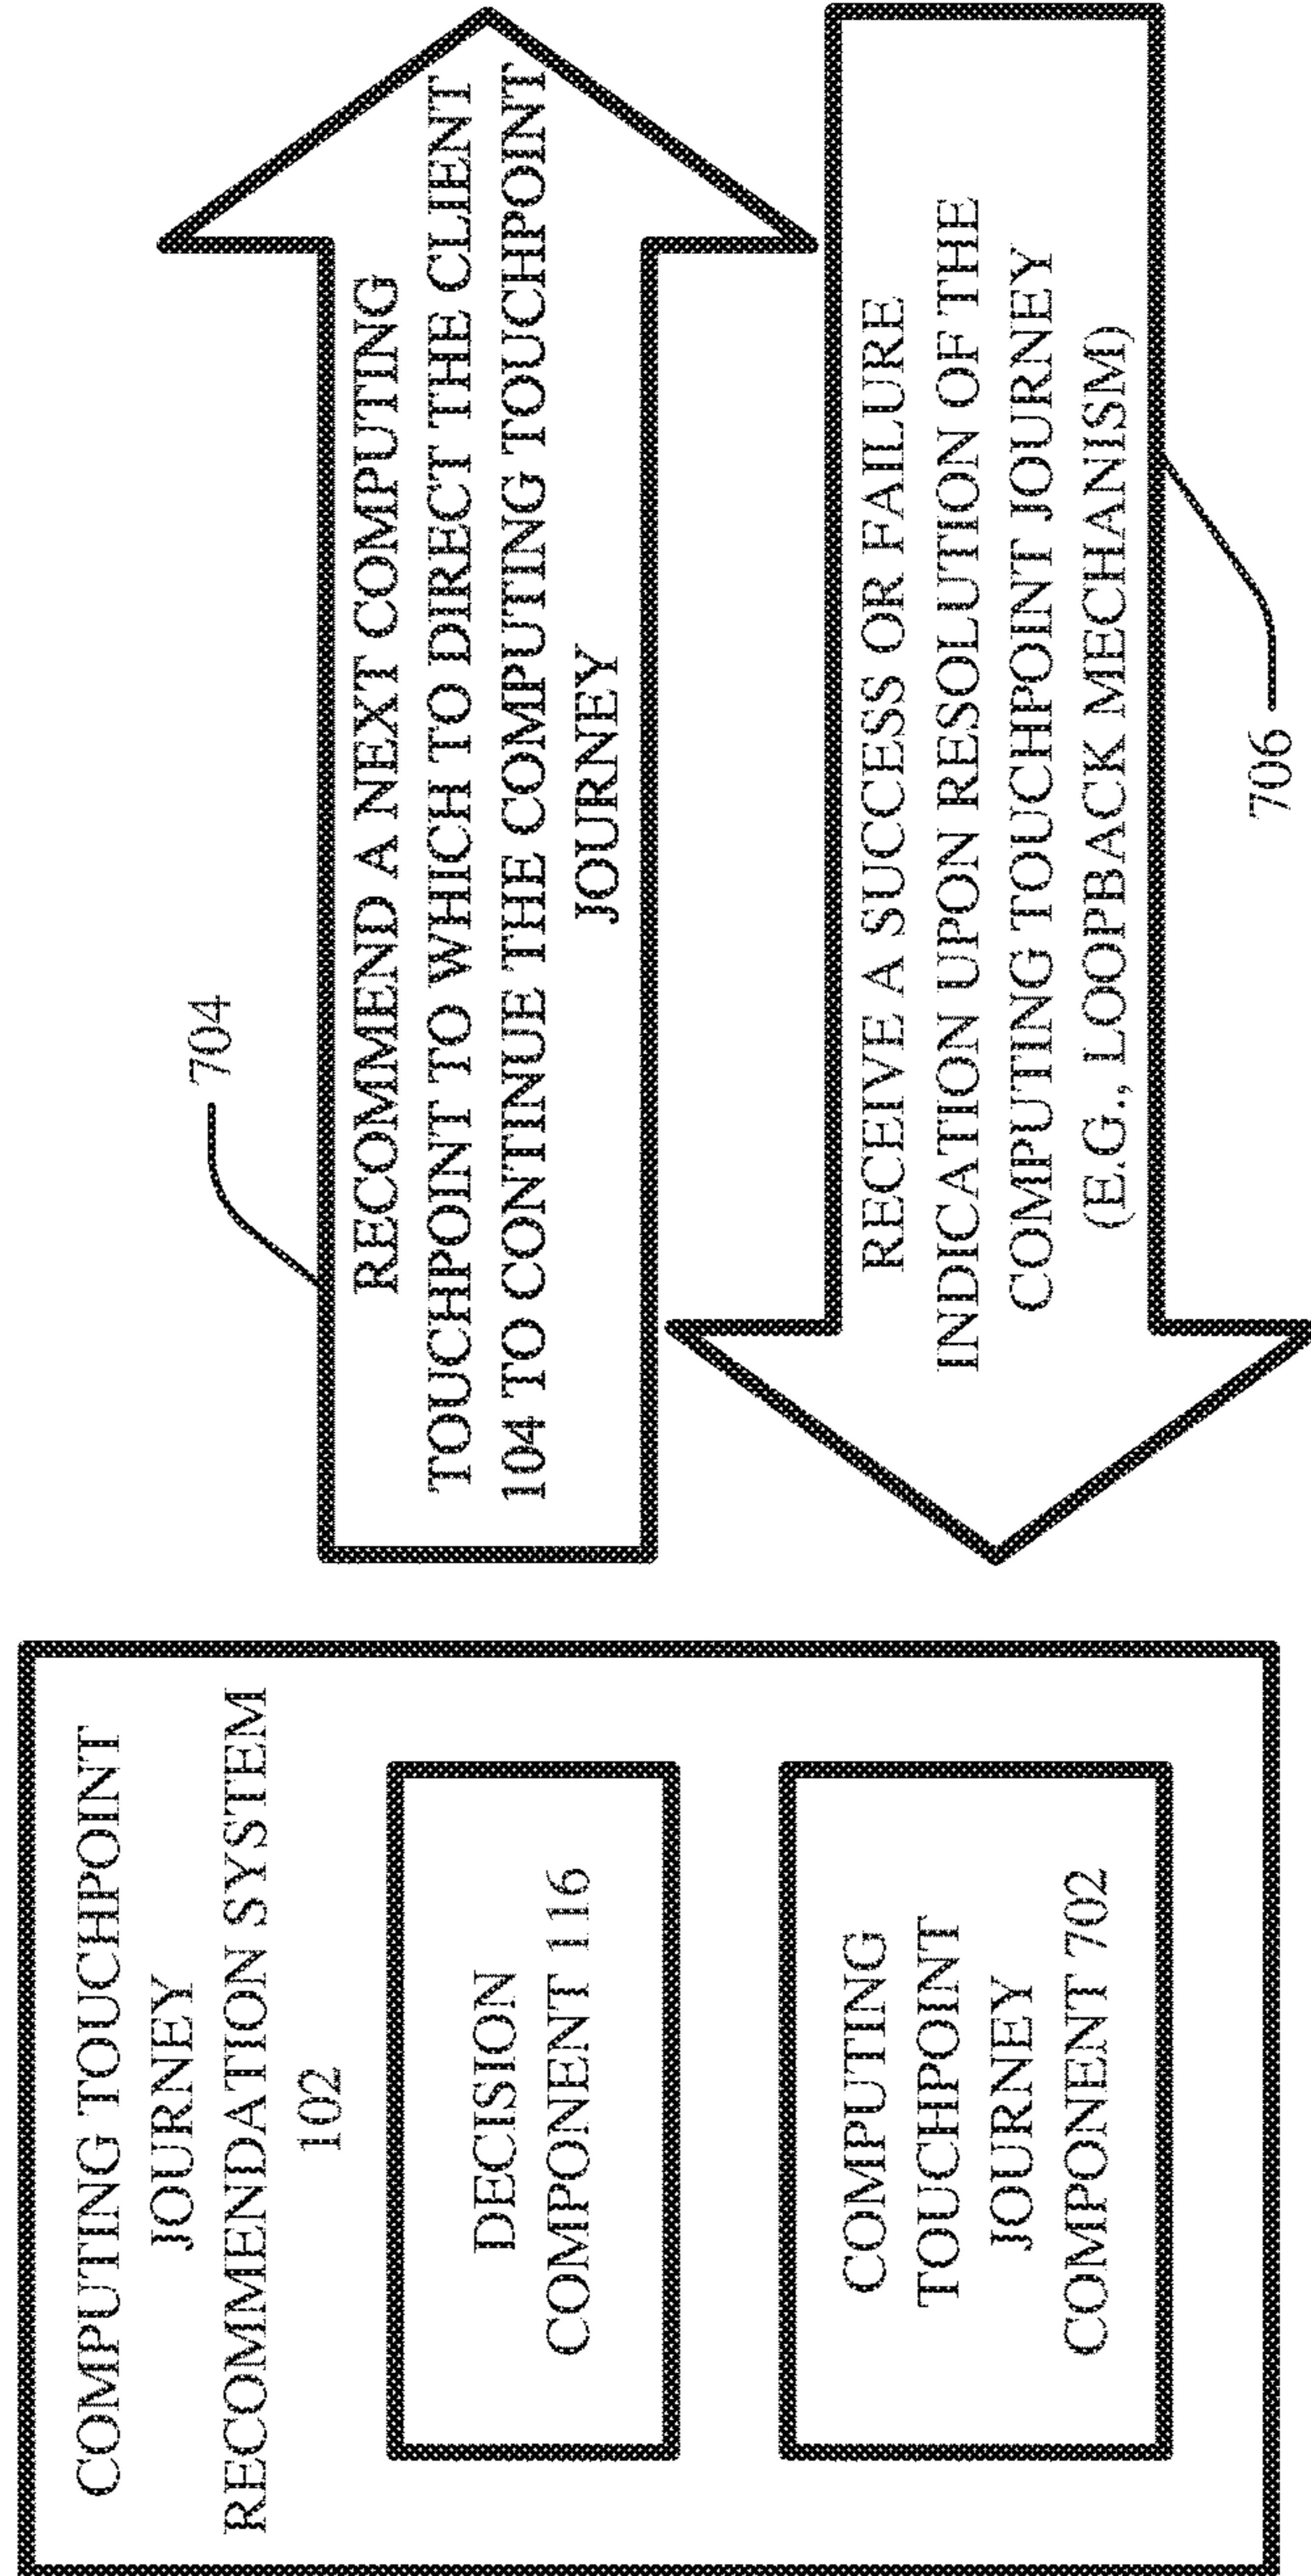 COMPUTING TOUCHPOINT
JOURNEY
RECOMMENDATION SYSTEM
102
DECISION
COMPONENT 116
COMPUTING
TOUCHPOINT
JOURNEY
COMPONENT 702
704
RECOMMEND A NEXT COMPUTING
TOUCHPOINT TO WHICH TO DIRECT THE CLIENT
104 TO CONTINUE THE COMPUTING TOUCHPOINT
JOURNEY
RECEIVE A SUCCESS OR FAILURE
INDICATION UPON RESOLUTION OF THE
COMPUTING TOUCHPOINT JOURNEY
(E.G., LOOPBACK MECHANISM)
706